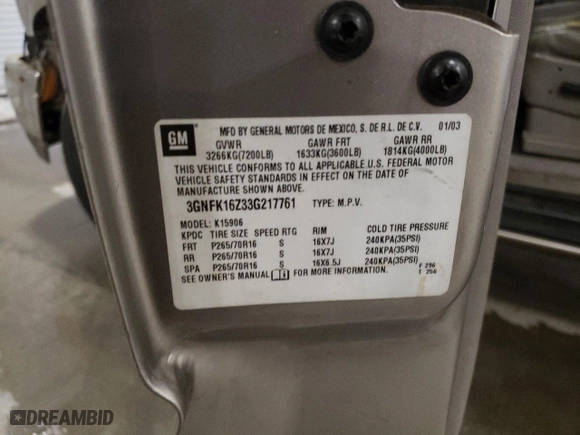 GM
MFD BY GENERAL MOTORS DE MEXICO, S. DE R.L. DE C.V. 01/03
GVWR GAWR FRT GAWR RR
3266KG(7200LB) 1633KG(3600LB) 1814KG(4000LB)
THIS VEHICLE CONFORMS TO ALL APPLICABLE U.S. FEDERAL MOTOR
VEHICLE SAFETY STANDARDS IN EFFECT ON THE DATE OF
MANUFACTURE SHOWN ABOVE.
3GNFK16Z33G217761 TYPE: M.P.V.
MODEL: K15906
KPDC TIRE SIZE SPEED RTG RIM COLD TIRE PRESSURE
FRT P265/70R16 S 16X7J 240KPA(35PSI)
RR P265/70R16 S 16X7J 240KPA(35PSI)
SPA P265/70R16 S 16X6.5J 240KPA(35PSI)
SEE OWNER'S MANUAL FOR MORE INFORMATION.
F 296
T 256
© DREAMBID